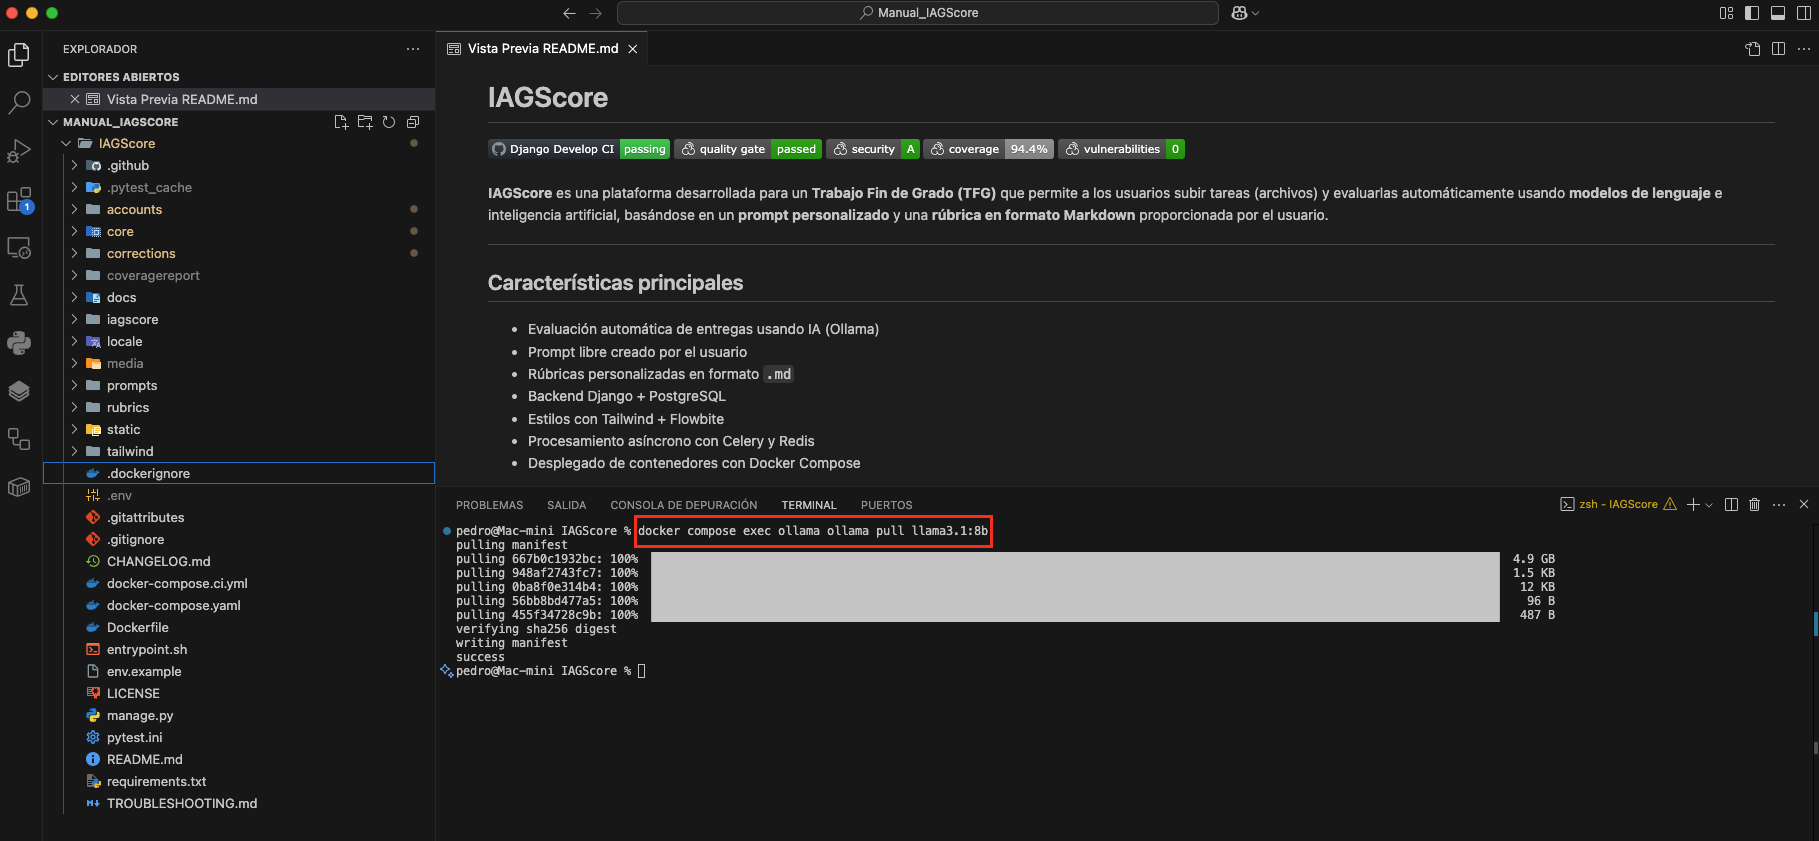 Manual_IAGScore
EXPLORADOR
EDITORES ABIERTOS
Vista Previa README.md
MANUAL_IAGSCORE
IAGScore
.github
.pytest_cache
accounts
core
corrections
coveragereport
docs
iagscore
locale
media
prompts
rubrics
static
tailwind
.dockerignore
.env
.gitattributes
.gitignore
CHANGELOG.md
docker-compose.ci.yml
docker-compose.yaml
Dockerfile
entrypoint.sh
env.example
LICENSE
manage.py
pytest.ini
README.md
requirements.txt
TROUBLESHOOTING.md
1
Vista Previa README.md
IAGScore
Django Develop CI passing quality gate passed security A coverage 94.4% vulnerabilities 0
IAGScore es una plataforma desarrollada para un Trabajo Fin de Grado (TFG) que permite a los usuarios subir tareas (archivos) y evaluarlas automáticamente usando modelos de lenguaje e
inteligencia artificial, basándose en un prompt personalizado y una rúbrica en formato Markdown proporcionada por el usuario.
Características principales
• Evaluación automática de entregas usando IA (Ollama)
• Prompt libre creado por el usuario
• Rúbricas personalizadas en formato .md
• Backend Django + PostgreSQL
• Estilos con Tailwind + Flowbite
• Procesamiento asíncrono con Celery y Redis
• Desplegado de contenedores con Docker Compose
PROBLEMAS SALIDA CONSOLA DE DEPURACIÓN TERMINAL PUERTOS
zsh - IAGScore
pedro@Mac-mini IAGScore % docker compose exec ollama ollama pull llama3.1:8b
pulling manifest
pulling 667b0c1932bc: 100% 4.9 GB
pulling 948af2743fc7: 100% 1.5 KB
pulling 0ba8f0e314b4: 100% 12 KB
pulling 56bb8bd477a5: 100% 96 B
pulling 455f34728c9b: 100% 487 B
verifying sha256 digest
writing manifest
success
pedro@Mac-mini IAGScore %